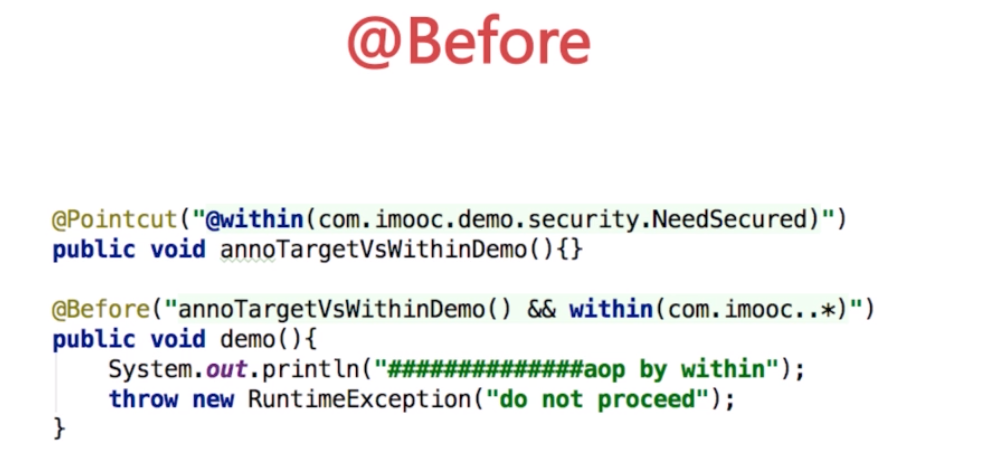 @Before
@Pointcut("@within(com.imooc.demo.security.NeedSecured)")
public void annoTargetVsWithinDemo(){}
@Before("annoTargetVsWithinDemo() && within(com.imooc..*)")
public void demo(){
System.out.println("##############aop by within");
throw new RuntimeException("do not proceed");
}